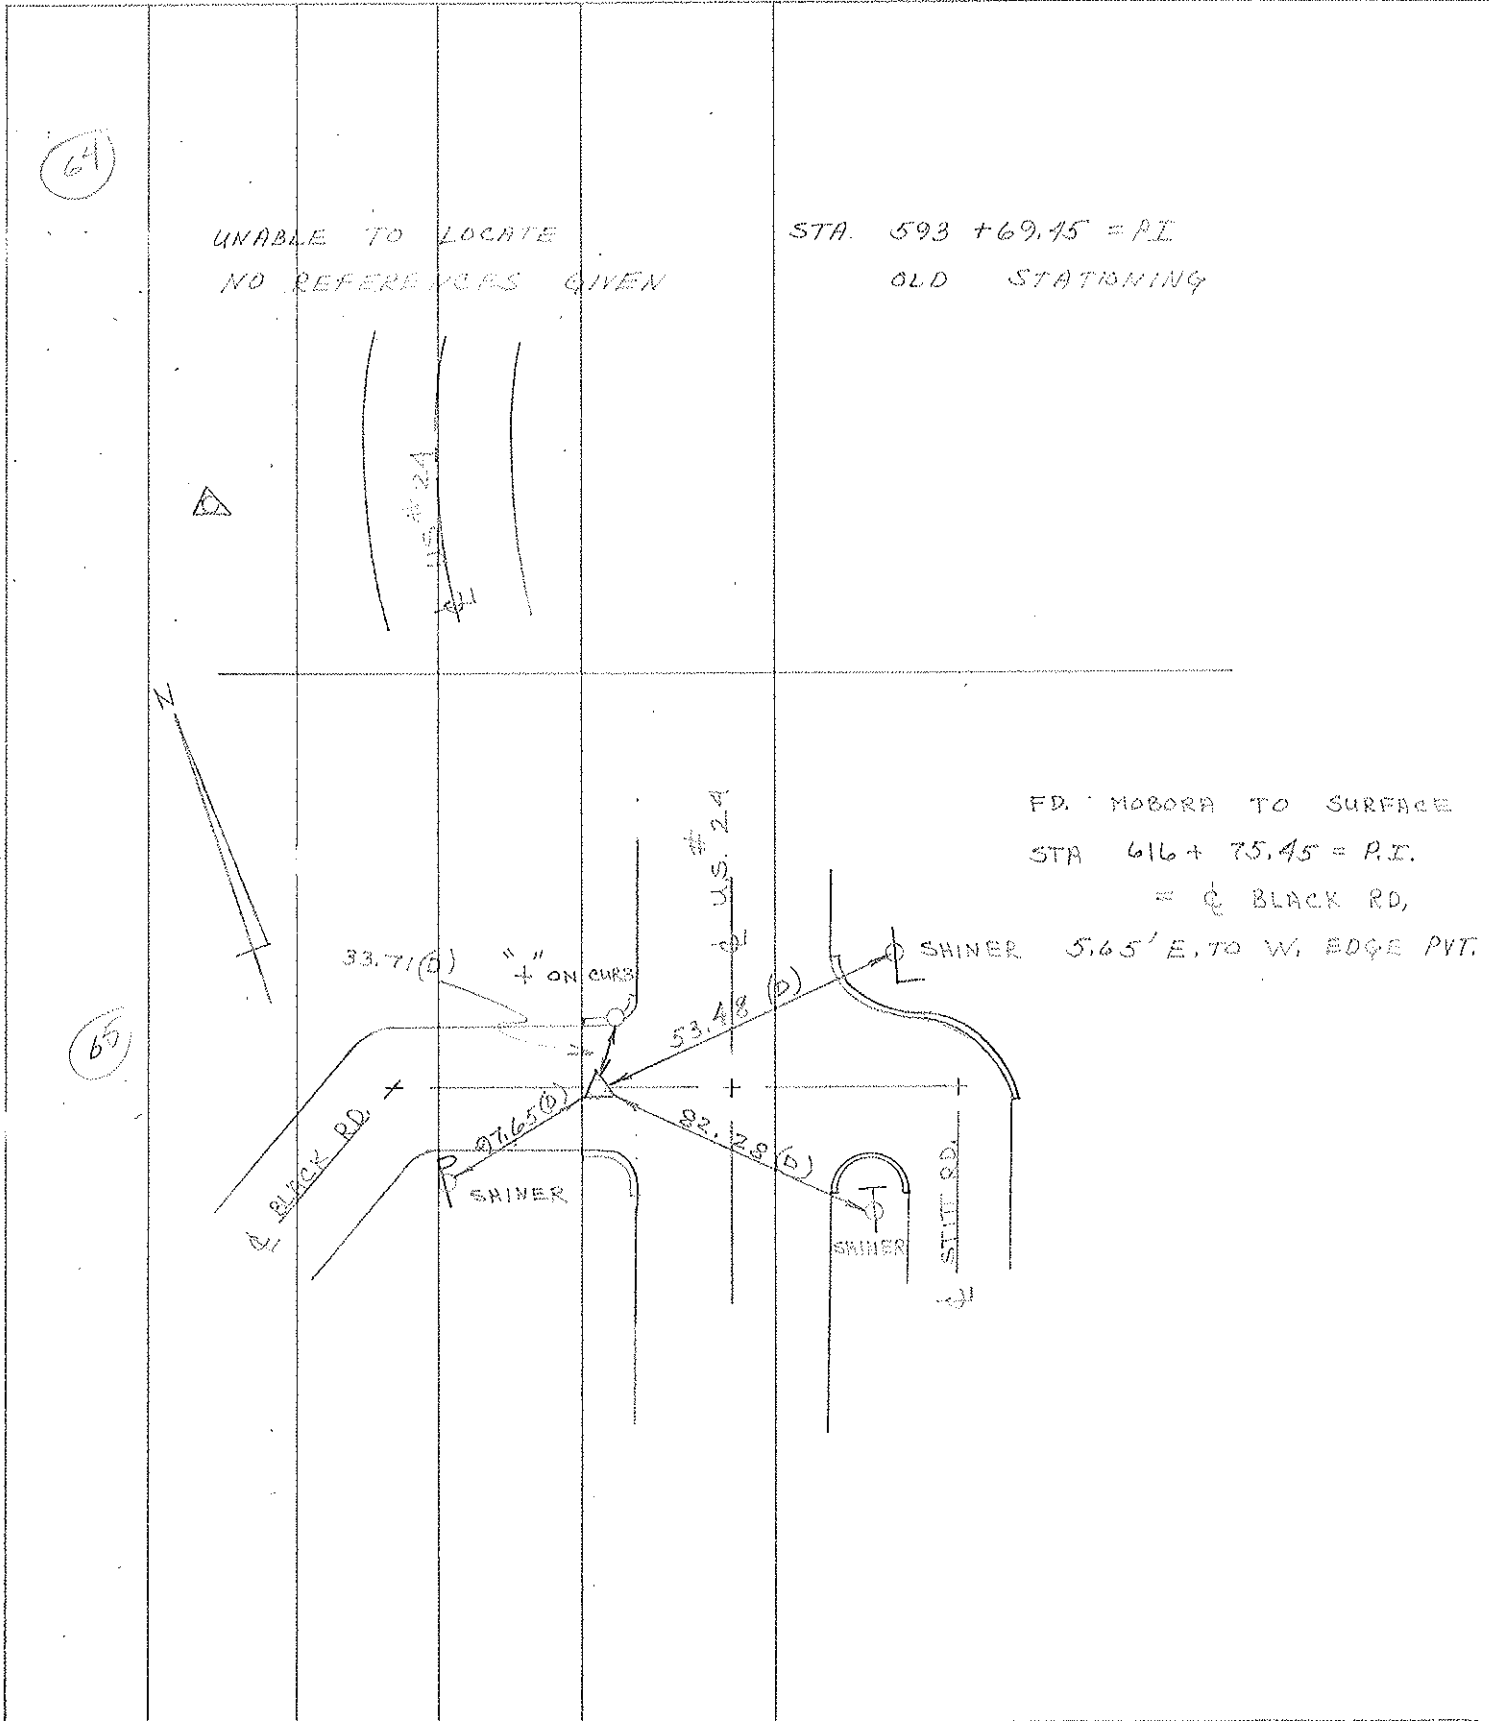 64
UNABLE TO LOCATE
NO REFERENCES GIVEN
STA. 593 +69.45 = P.I.
OLD STATIONING
US # 24
℄
N
FD. MOBORA TO SURFACE
STA 616 + 75.45 = P.I.
= ℄ BLACK RD.
5.65' E. TO W. EDGE PVT.
℄ U.S. # 24
33.71(D)
"+" ON CURB
SHINER
53.48 (D)
65
97.65(D)
82.28 (D)
℄ BLACK RD.
SHINER
SHINER
℄ STITT RD.